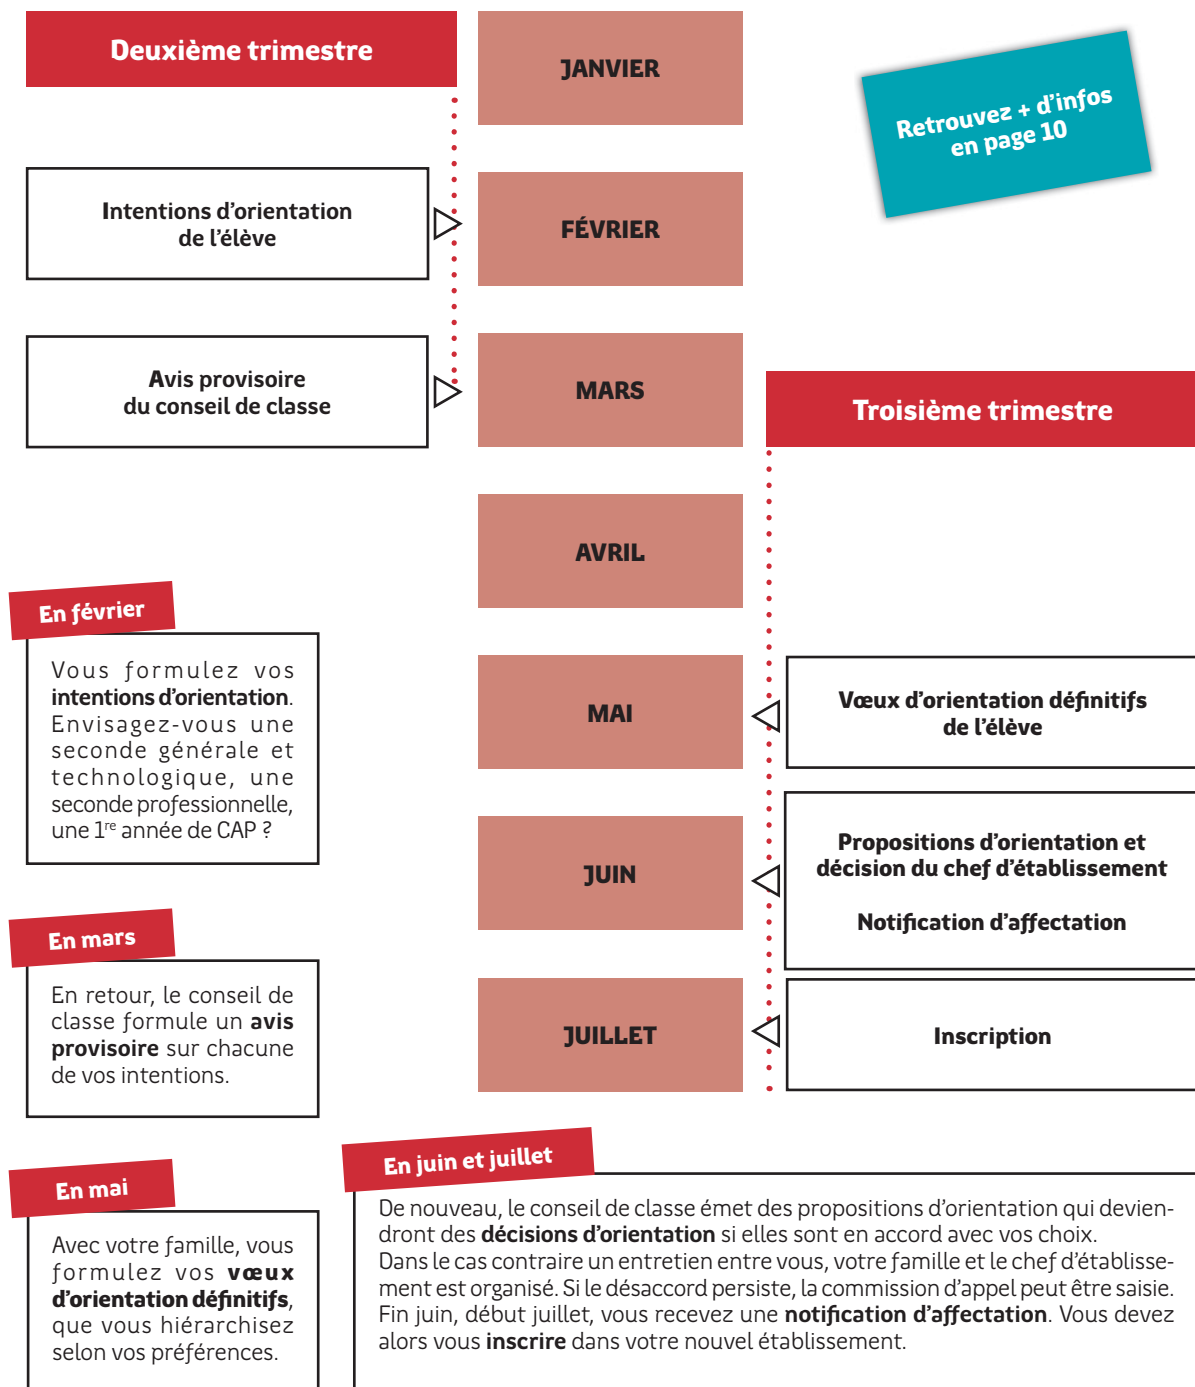 Deuxième trimestre
JANVIER
Retrouvez + d'infos
en page 10
Intentions d'orientation
de l'élève
FÉVRIER
Avis provisoire
du conseil de classe
MARS
Troisième trimestre
AVRIL
En février
Vous formulez vos
intentions d'orientation.
Envisagez-vous une
seconde générale et
technologique, une
seconde professionnelle,
une 1re année de CAP ?
MAI
Vœux d'orientation définitifs
de l'élève
JUIN
Propositions d'orientation et
décision du chef d'établissement
Notification d'affectation
En mars
En retour, le conseil de
classe formule un avis
provisoire sur chacune
de vos intentions.
JUILLET
Inscription
En mai
Avec votre famille, vous
formulez vos vœux
d'orientation définitifs,
que vous hiérarchisez
selon vos préférences.
En juin et juillet
De nouveau, le conseil de classe émet des propositions d'orientation qui devien-
dront des décisions d'orientation si elles sont en accord avec vos choix.
Dans le cas contraire un entretien entre vous, votre famille et le chef d'établisse-
ment est organisé. Si le désaccord persiste, la commission d'appel peut être saisie.
Fin juin, début juillet, vous recevez une notification d'affectation. Vous devez
alors vous inscrire dans votre nouvel établissement.